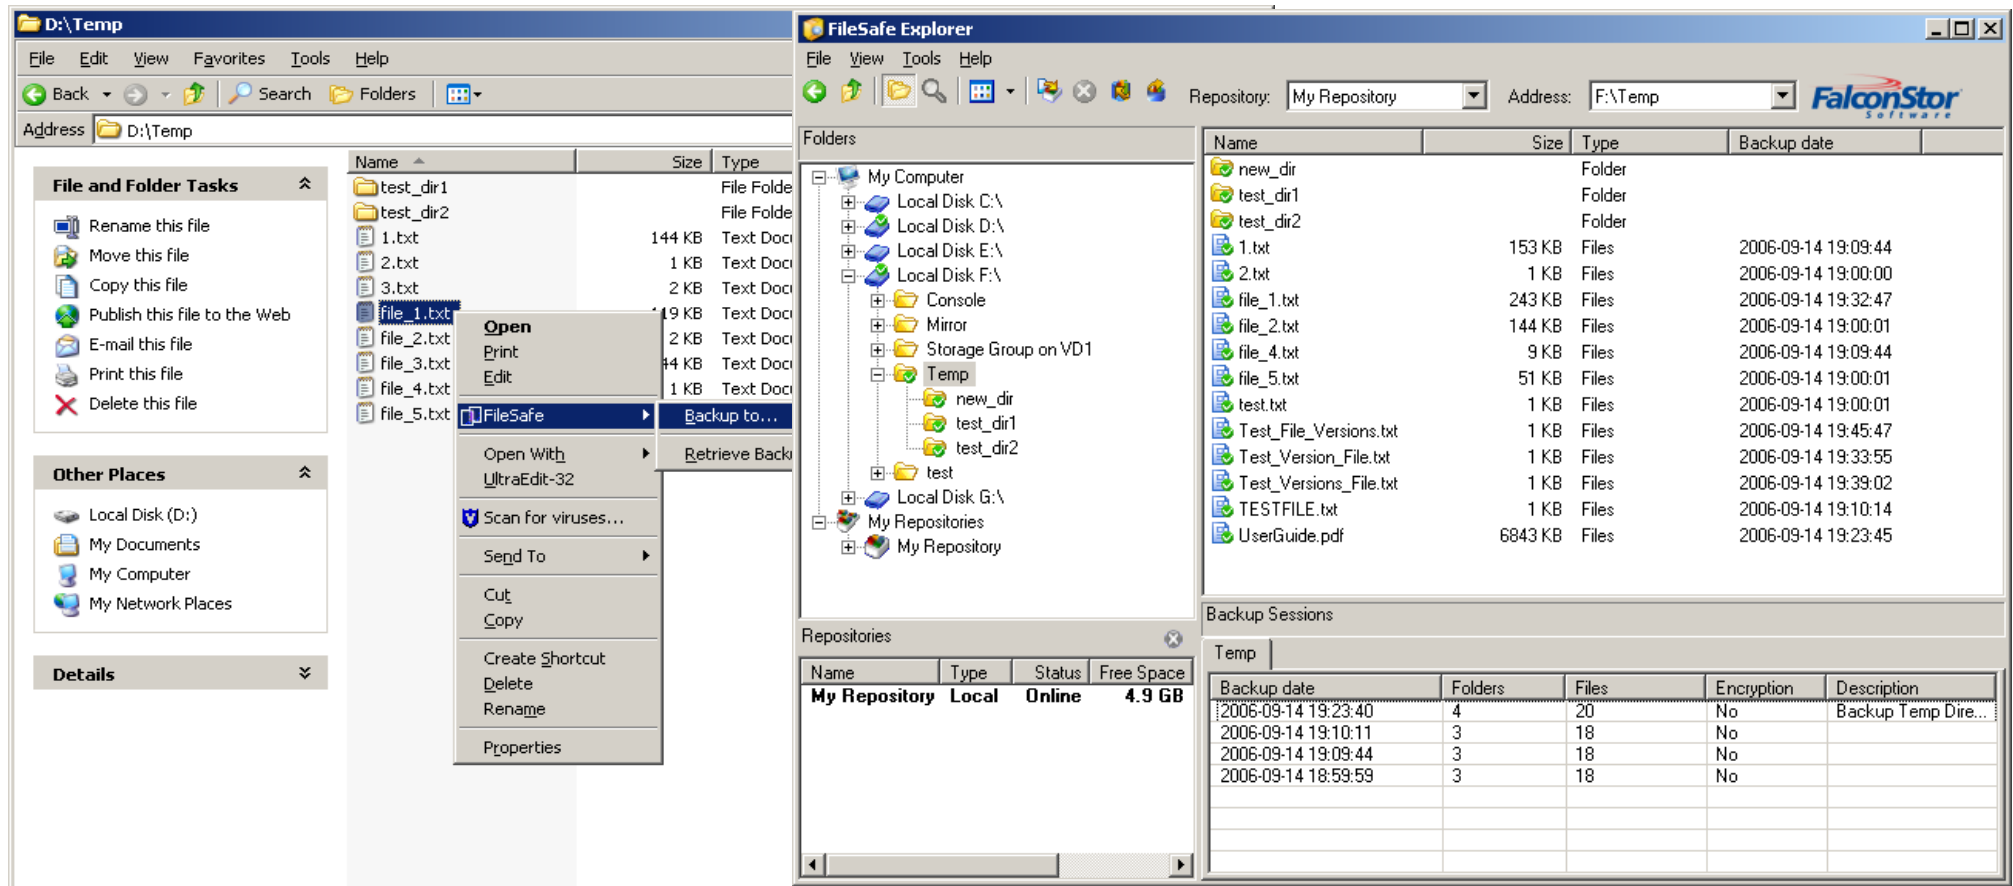 D:\Temp
File Edit View Favorites Tools Help
Back Search Folders
Address D:\Temp
File and Folder Tasks
Rename this file
Move this file
Copy this file
Publish this file to the Web
E-mail this file
Print this file
Delete this file
Other Places
Local Disk (D:)
My Documents
My Computer
My Network Places
Details
Name Size Type
test_dir1 File Folde
test_dir2 File Folde
1.txt 144 KB Text Doc
2.txt 1 KB Text Doc
3.txt 2 KB Text Doc
file_1.txt 119 KB Text Doc
file_2.txt 2 KB Text Doc
file_3.txt 44 KB Text Doc
file_4.txt 1 KB Text Doc
file_5.txt
Open
Print
Edit
FileSafe
Backup to...
Retrieve Back
Open With
UltraEdit-32
Scan for viruses...
Send To
Cut
Copy
Create Shortcut
Delete
Rename
Properties
FileSafe Explorer
File View Tools Help
Repository: My Repository Address: F:\Temp
FalconStor
Software
Folders
My Computer
Local Disk C:\
Local Disk D:\
Local Disk E:\
Local Disk F:\
Console
Mirror
Storage Group on VD1
Temp
new_dir
test_dir1
test_dir2
test
Local Disk G:\
My Repositories
My Repository
Name Size Type Backup date
new_dir Folder
test_dir1 Folder
test_dir2 Folder
1.txt 153 KB Files 2006-09-14 19:09:44
2.txt 1 KB Files 2006-09-14 19:00:00
file_1.txt 243 KB Files 2006-09-14 19:32:47
file_2.txt 144 KB Files 2006-09-14 19:00:01
file_4.txt 9 KB Files 2006-09-14 19:09:44
file_5.txt 51 KB Files 2006-09-14 19:00:01
test.txt 1 KB Files 2006-09-14 19:00:01
Test_File_Versions.txt 1 KB Files 2006-09-14 19:45:47
Test_Version_File.txt 1 KB Files 2006-09-14 19:33:55
Test_Versions_File.txt 1 KB Files 2006-09-14 19:39:02
TESTFILE.txt 1 KB Files 2006-09-14 19:10:14
UserGuide.pdf 6843 KB Files 2006-09-14 19:23:45
Repositories
Name Type Status Free Space
My Repository Local Online 4.9 GB
Backup Sessions
Temp
Backup date Folders Files Encryption Description
2006-09-14 19:23:40 4 20 No Backup Temp Dire...
2006-09-14 19:10:11 3 18 No
2006-09-14 19:09:44 3 18 No
2006-09-14 18:59:59 3 18 No